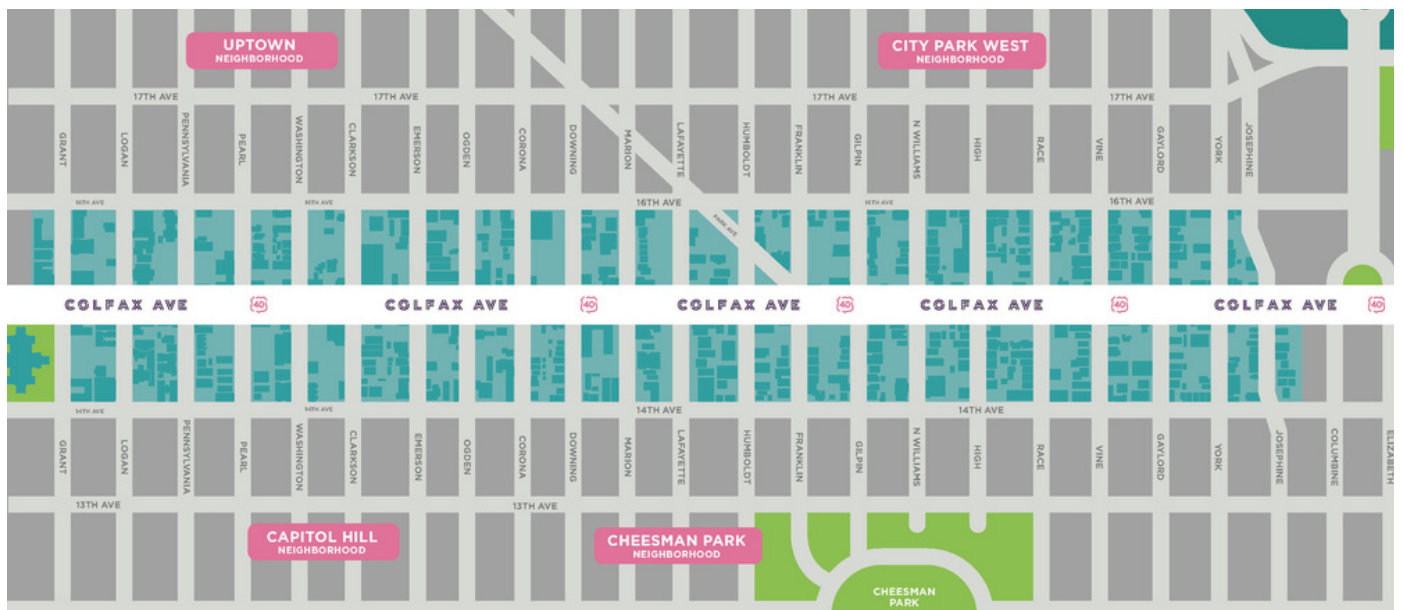 UPTOWN
NEIGHBORHOOD
CITY PARK WEST
NEIGHBORHOOD
17TH AVE 17TH AVE 17TH AVE 17TH AVE
GRANT
LOGAN
PENNSYLVANIA
PEARL
WASHINGTON
CLARKSON
EMERSON
OGDEN
CORONA
DOWNING
MARION
LAFAYETTE
HUMBOLDT
FRANKLIN
GILPIN
N WILLIAMS
HIGH
RACE
VINE
GAYLORD
YORK
JOSEPHINE
16TH AVE 16TH AVE 16TH AVE 16TH AVE 16TH AVE
PARK AVE
COLFAX AVE 40 COLFAX AVE 40 COLFAX AVE 40 COLFAX AVE 40 COLFAX AVE 40
14TH AVE 14TH AVE 14TH AVE 14TH AVE
GRANT
LOGAN
PENNSYLVANIA
PEARL
WASHINGTON
CLARKSON
EMERSON
OGDEN
CORONA
DOWNING
MARION
LAFAYETTE
HUMBOLDT
FRANKLIN
GILPIN
N WILLIAMS
HIGH
RACE
VINE
GAYLORD
YORK
JOSEPHINE
COLUMBINE
ELIZABETH
13TH AVE 13TH AVE
CAPITOL HILL
NEIGHBORHOOD
CHEESMAN PARK
NEIGHBORHOOD
CHEESMAN
PARK